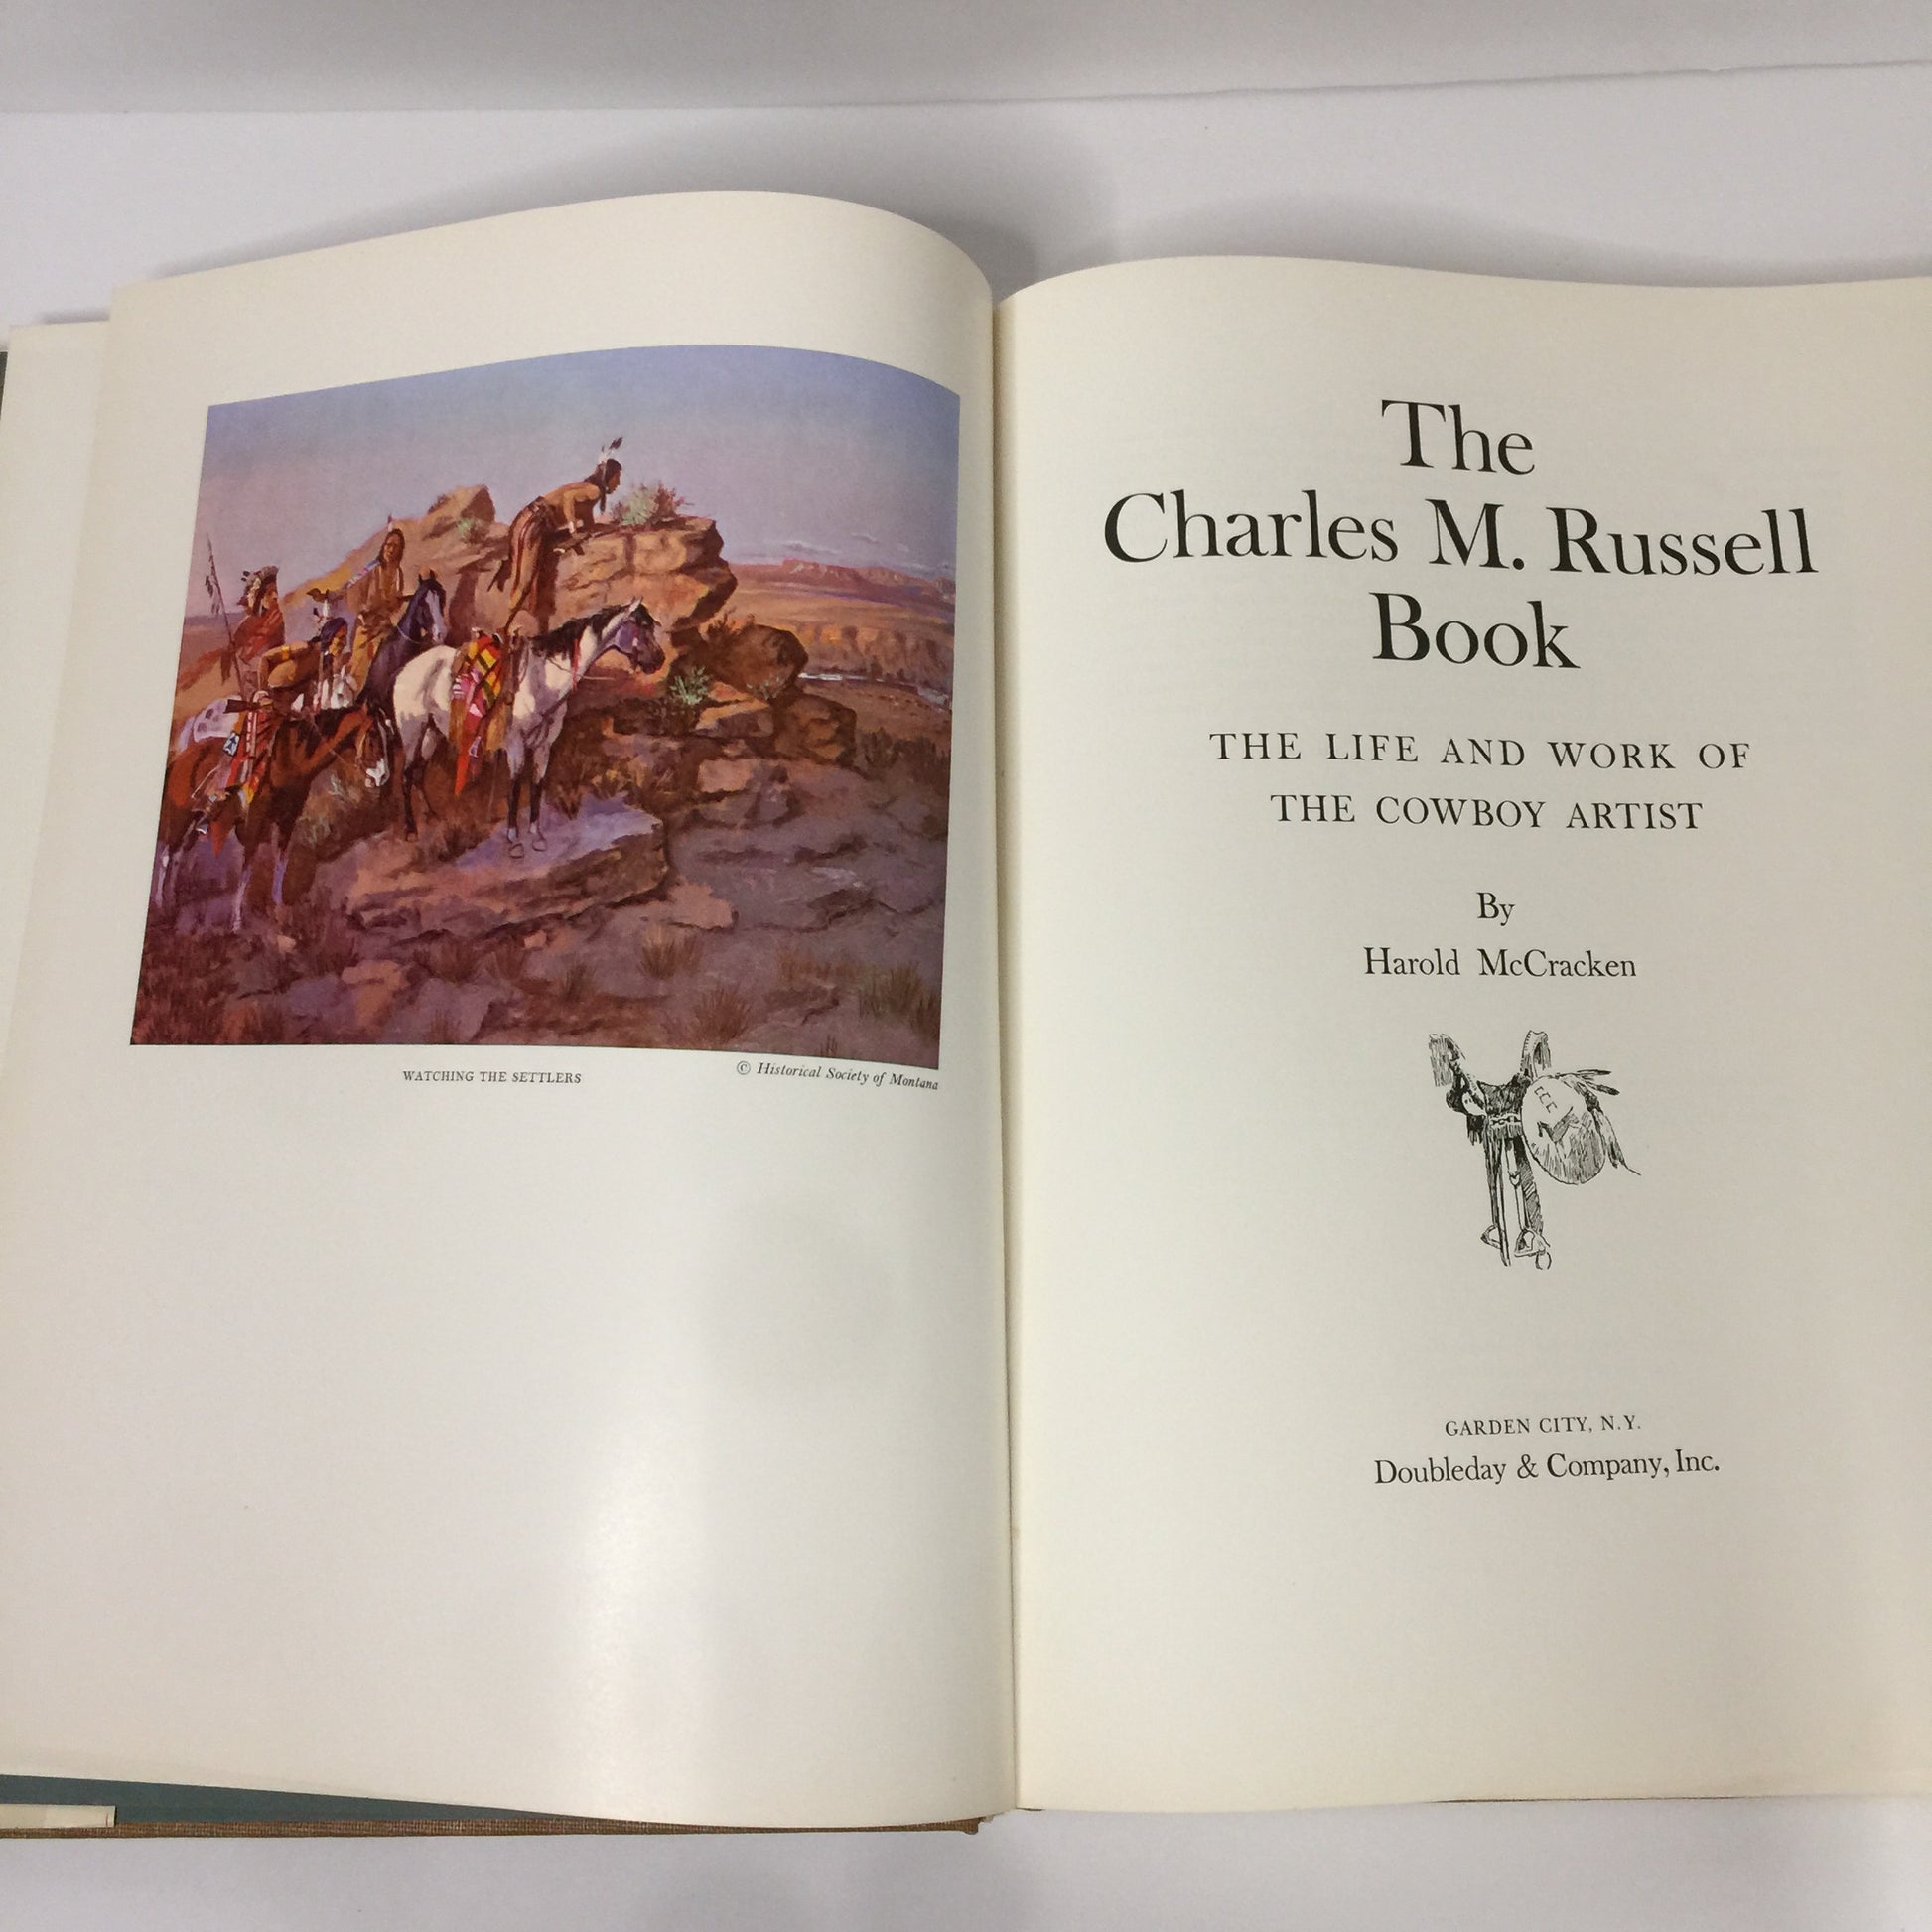 WATCHING THE SETTLERS
© Historical Society of Montana
The
Charles M. Russell
Book
THE LIFE AND WORK OF
THE COWBOY ARTIST
By
Harold McCracken
GARDEN CITY, N.Y.
Doubleday & Company, Inc.